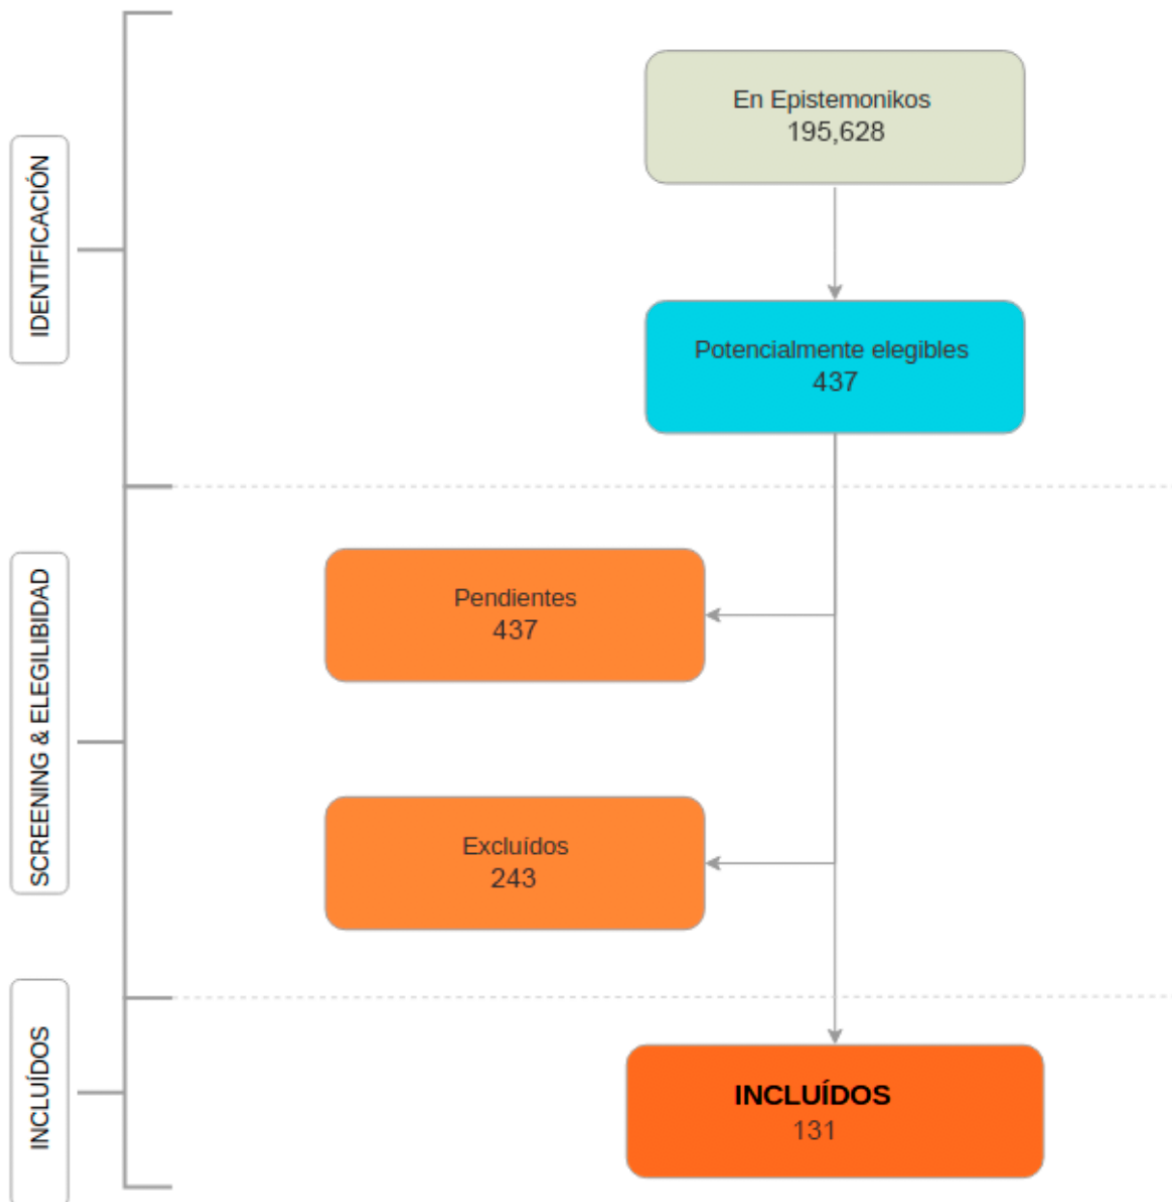 IDENTIFICACIÓN
En Epistemonikos
195,628
Potencialmente elegibles
437
SCREENING & ELEGILIBIDAD
Pendientes
437
Excluídos
243
INCLUÍDOS
INCLUÍDOS
131